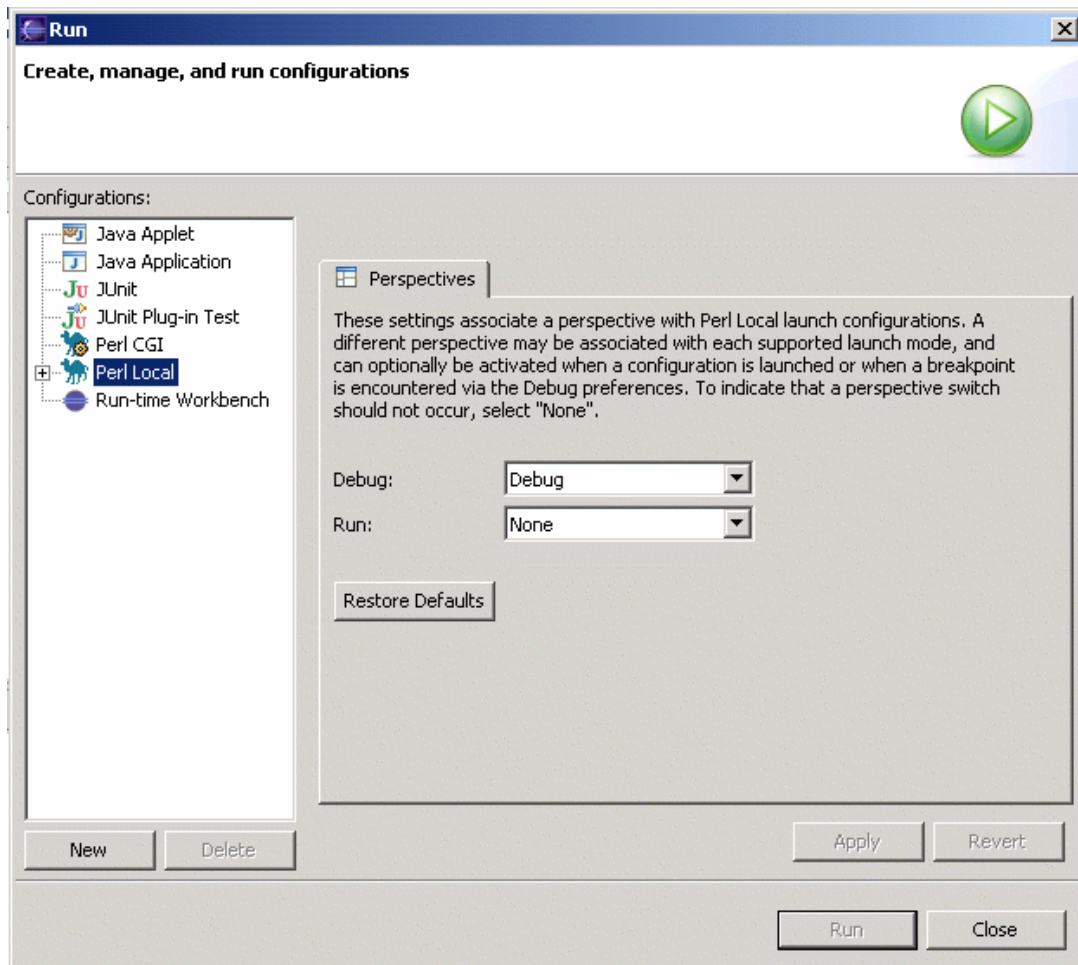 Run
Create, manage, and run configurations
Configurations:
Java Applet
Java Application
JUnit
JUnit Plug-in Test
Perl CGI
Perl Local
Run-time Workbench
Perspectives
These settings associate a perspective with Perl Local launch configurations. A
different perspective may be associated with each supported launch mode, and
can optionally be activated when a configuration is launched or when a breakpoint
is encountered via the Debug preferences. To indicate that a perspective switch
should not occur, select "None".
Debug: Debug
Run: None
Restore Defaults
New Delete
Apply Revert
Run Close